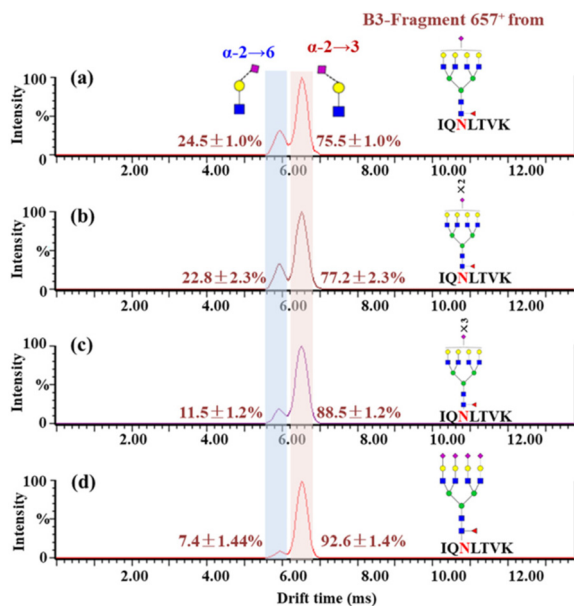 B3-Fragment 657⁺ from
α-2→6
α-2→3
(a)
100
%
0
Intensity
24.5±1.0%
75.5±1.0%
IQNLTVK
2.00 4.00 6.00 8.00 10.00 12.00
(b)
100
%
0
Intensity
22.8±2.3%
77.2±2.3%
×2
IQNLTVK
2.00 4.00 6.00 8.00 10.00 12.00
(c)
100
%
0
Intensity
11.5±1.2%
88.5±1.2%
×3
IQNLTVK
2.00 4.00 6.00 8.00 10.00 12.00
(d)
100
%
0
Intensity
7.4±1.44%
92.6±1.4%
IQNLTVK
2.00 4.00 6.00 8.00 10.00 12.00
Drift time (ms)